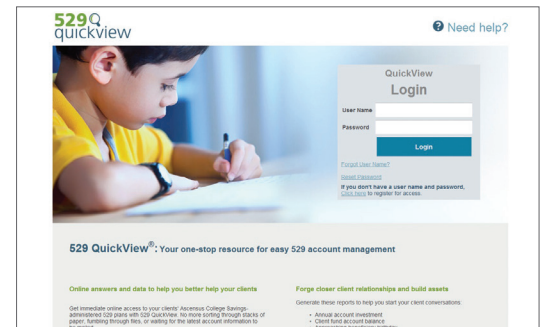 529
quickview
Need help?
QuickView
Login
User Name
Password
Login
Forgot User Name?
Reset Password
If you don't have a user name and password,
Click here to register for access.
529 QuickView®: Your one-stop resource for easy 529 account management
Online answers and data to help you better help your clients
Forge closer client relationships and build assets
Get immediate online access to your clients' Ascensus College Savings-
administered 529 plans with 529 QuickView. No more sorting through stacks of
paper, fumbling through files, or waiting for the latest account information to
Generate these reports to help you start your client conversations:
• Annual account investment
• Client fund account balance